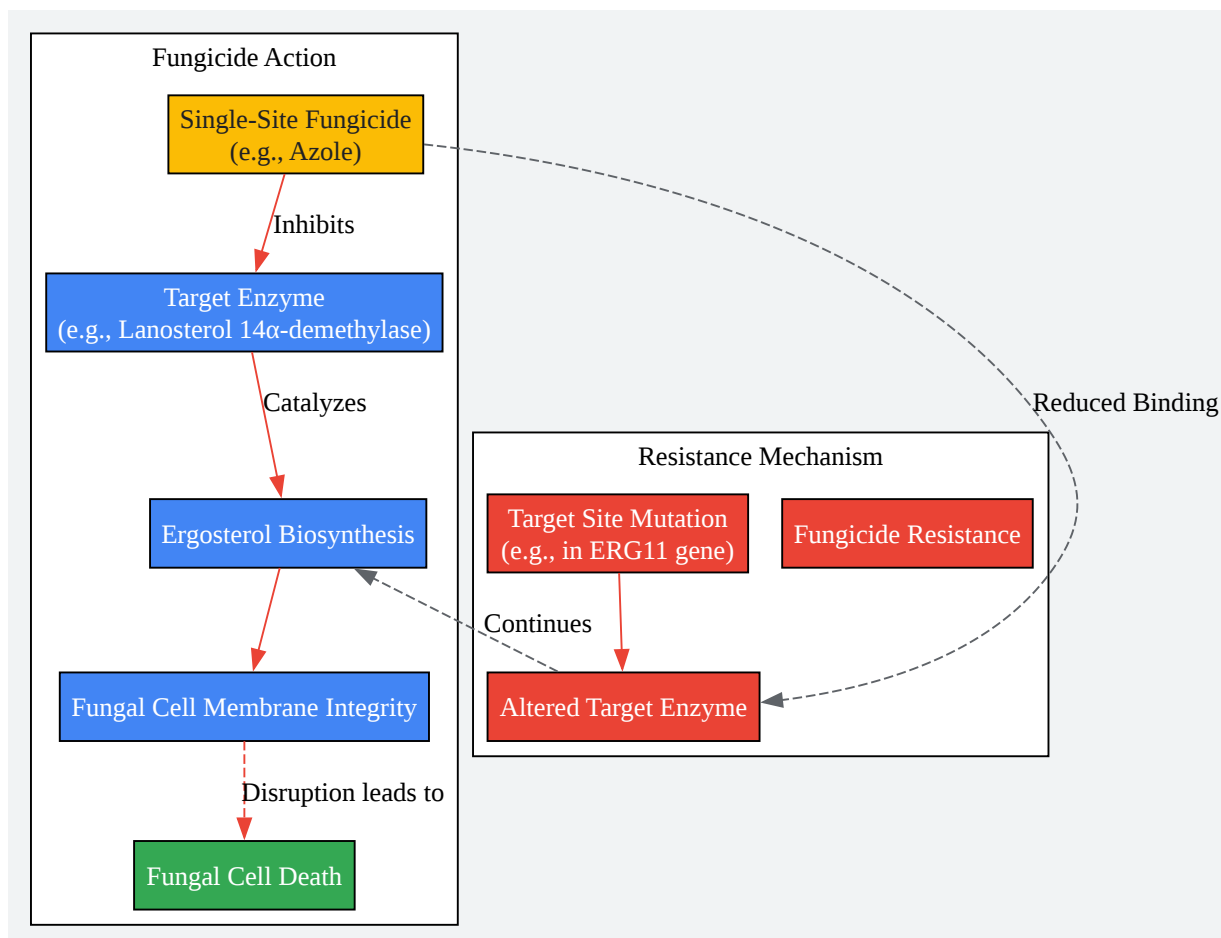 Fungicide Action
Single-Site Fungicide
(e.g., Azole)
Inhibits
Target Enzyme
(e.g., Lanosterol 14α-demethylase)
Catalyzes
Ergosterol Biosynthesis
Fungal Cell Membrane Integrity
Disruption leads to
Fungal Cell Death
Reduced Binding
Resistance Mechanism
Target Site Mutation
(e.g., in ERG11 gene)
Fungicide Resistance
Continues
Altered Target Enzyme